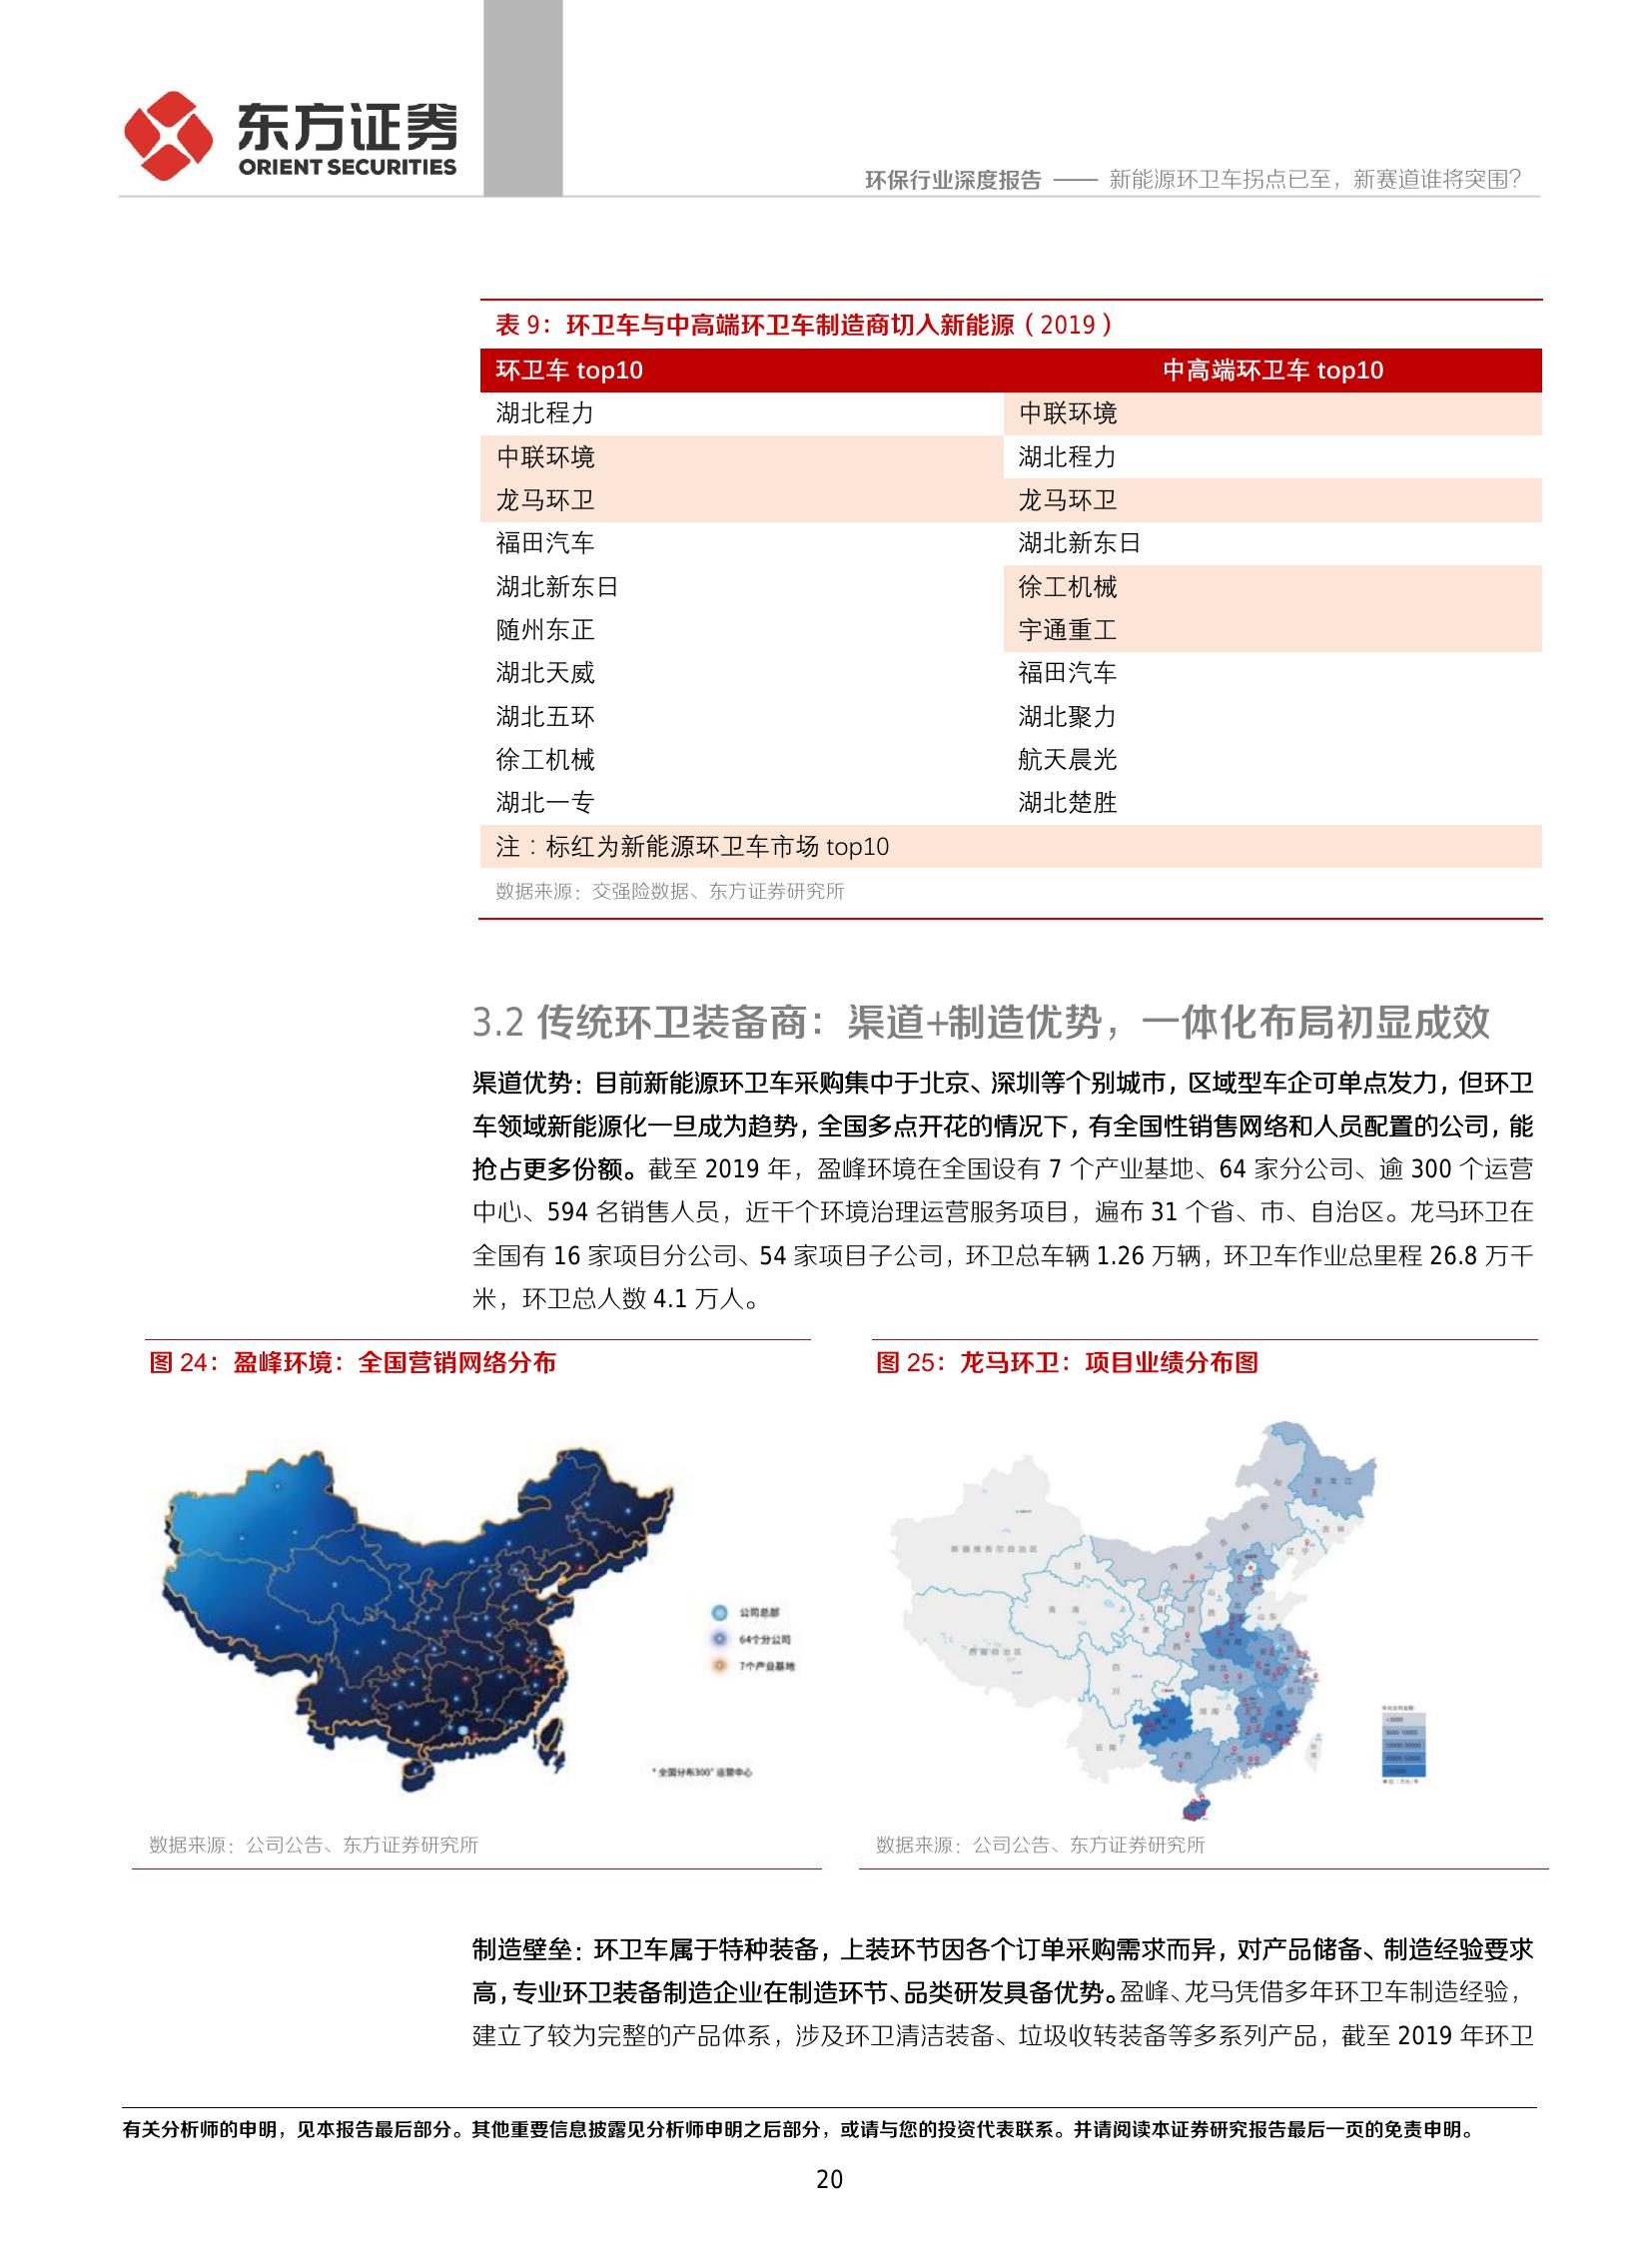 东方证券
ORIENT SECURITIES
环保行业深度报告 —— 新能源环卫车拐点已至，新赛道谁将突围？
表 9：环卫车与中高端环卫车制造商切入新能源（2019）
环卫车 top10 中高端环卫车 top10
湖北程力 中联环境
中联环境 湖北程力
龙马环卫 龙马环卫
福田汽车 湖北新东日
湖北新东日 徐工机械
随州东正 宇通重工
湖北天威 福田汽车
湖北五环 湖北聚力
徐工机械 航天晨光
湖北一专 湖北楚胜
注：标红为新能源环卫车市场 top10
数据来源：交强险数据、东方证券研究所
3.2 传统环卫装备商：渠道+制造优势，一体化布局初显成效
渠道优势：目前新能源环卫车采购集中于北京、深圳等个别城市，区域型车企可单点发力，但环卫
车领域新能源化一旦成为趋势，全国多点开花的情况下，有全国性销售网络和人员配置的公司，能
抢占更多份额。截至 2019 年，盈峰环境在全国设有 7 个产业基地、64 家分公司、逾 300 个运营
中心、594 名销售人员，近千个环境治理运营服务项目，遍布 31 个省、市、自治区。龙马环卫在
全国有 16 家项目分公司、54 家项目子公司，环卫总车辆 1.26 万辆，环卫车作业总里程 26.8 万千
米，环卫总人数 4.1 万人。
图 24：盈峰环境：全国营销网络分布
公司总部
64个分公司
7个产业基地
*全国分布300+运营中心
数据来源：公司公告、东方证券研究所
图 25：龙马环卫：项目业绩分布图
黑龙江
吉林
辽宁
新疆维吾尔自治区
青海
西藏自治区
四川
云南
广西
湖南
湖北
山东
数据来源：公司公告、东方证券研究所
制造壁垒：环卫车属于特种装备，上装环节因各个订单采购需求而异，对产品储备、制造经验要求
高，专业环卫装备制造企业在制造环节、品类研发具备优势。盈峰、龙马凭借多年环卫车制造经验，
建立了较为完整的产品体系，涉及环卫清洁装备、垃圾收转装备等多系列产品，截至 2019 年环卫
有关分析师的申明，见本报告最后部分。其他重要信息披露见分析师申明之后部分，或请与您的投资代表联系。并请阅读本证券研究报告最后一页的免责申明。
20